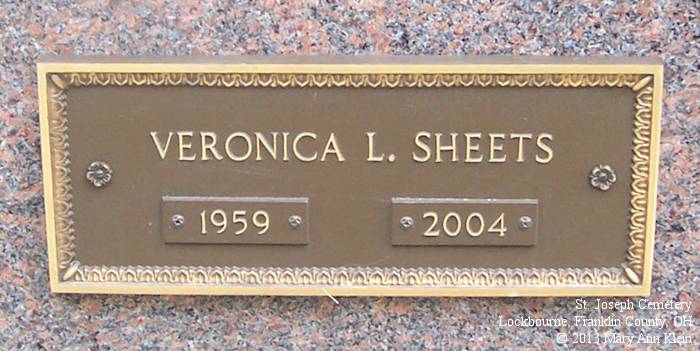 VERONICA L. SHEETS
1959 2004
St. Joseph Cemetery
Lockbourne, Franklin County, OH
© 2013 Mary Ann Klein